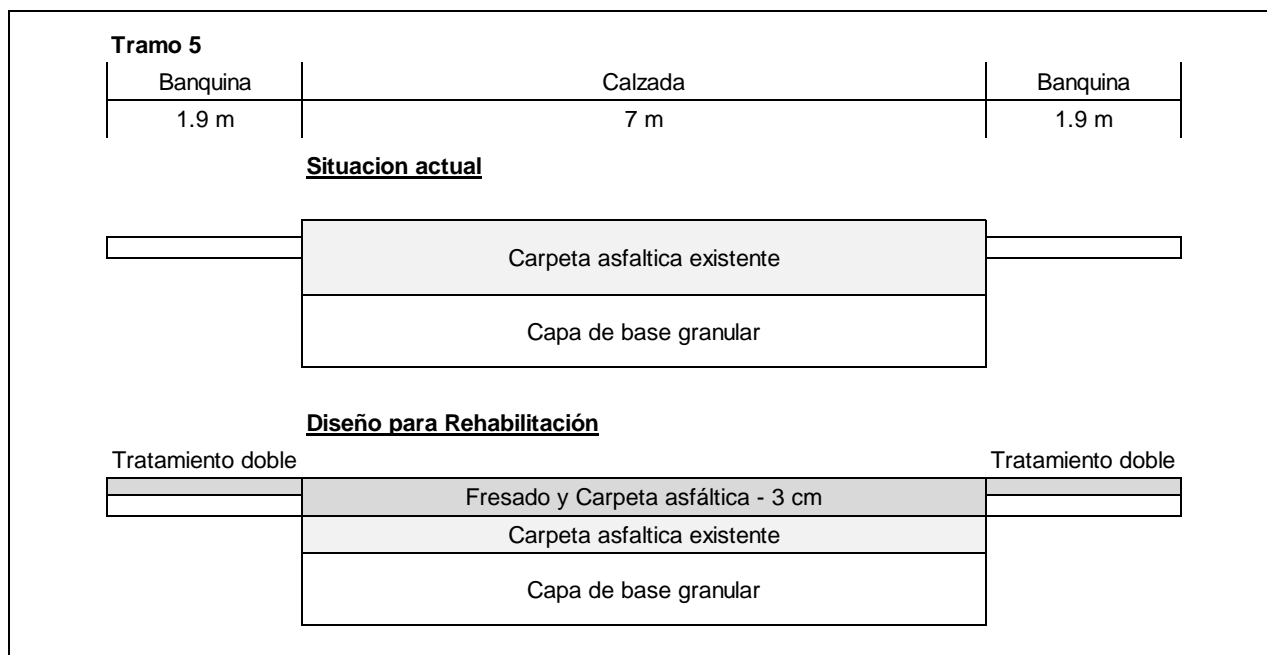 Tramo 5
Banquina Calzada Banquina
1.9 m 7 m 1.9 m
Situacion actual
Carpeta asfaltica existente
Capa de base granular
Diseño para Rehabilitación
Tratamiento doble Tratamiento doble
Fresado y Carpeta asfáltica - 3 cm
Carpeta asfaltica existente
Capa de base granular